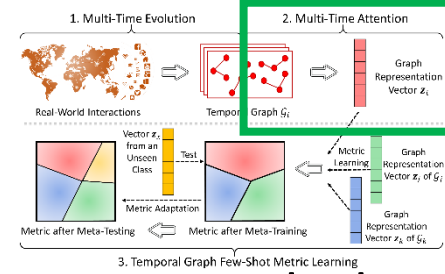 1. Multi-Time Evolution
2. Multi-Time Attention
Real-World Interactions
Temporal Graph 𝒢ᵢ
Graph
Representation
Vector zᵢ
Vector zₛ
from an
Unseen
Class
Test
Metric
Learning
Graph
Representation
Vector zⱼ of 𝒢ⱼ
Metric Adaptation
Graph
Representation
Vector zₖ of 𝒢ₖ
Metric after Meta-Testing
Metric after Meta-Training
3. Temporal Graph Few-Shot Metric Learning